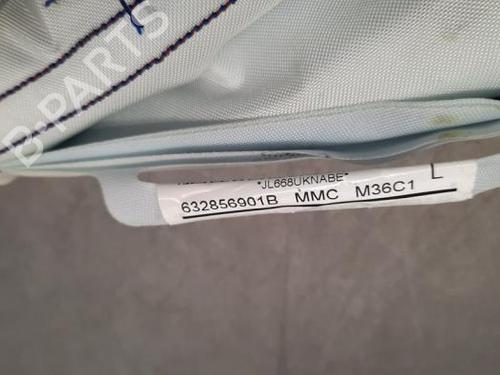 B-PARTS
*JL668UKNABE*
L
632856901B MMC M36C1